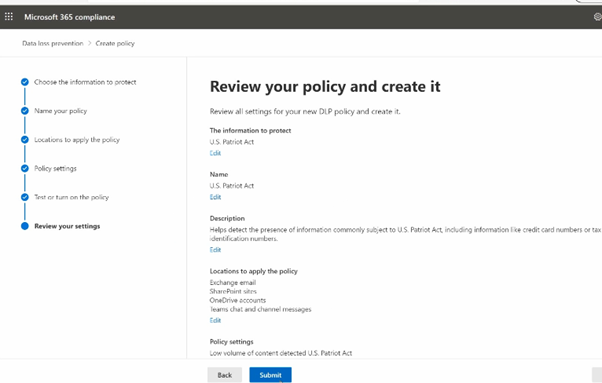 Microsoft 365 compliance
Data loss prevention > Create policy
Choose the information to protect
Name your policy
Locations to apply the policy
Policy settings
Test or turn on the policy
Review your settings
Review your policy and create it
Review all settings for your new DLP policy and create it.
The information to protect
U.S. Patriot Act
Edit
Name
U.S. Patriot Act
Edit
Description
Helps detect the presence of information commonly subject to U.S. Patriot Act, including information like credit card numbers or tax
identification numbers.
Edit
Locations to apply the policy
Exchange email
SharePoint sites
OneDrive accounts
Teams chat and channel messages
Edit
Policy settings
Low volume of content detected U.S. Patriot Act
Back
Submit